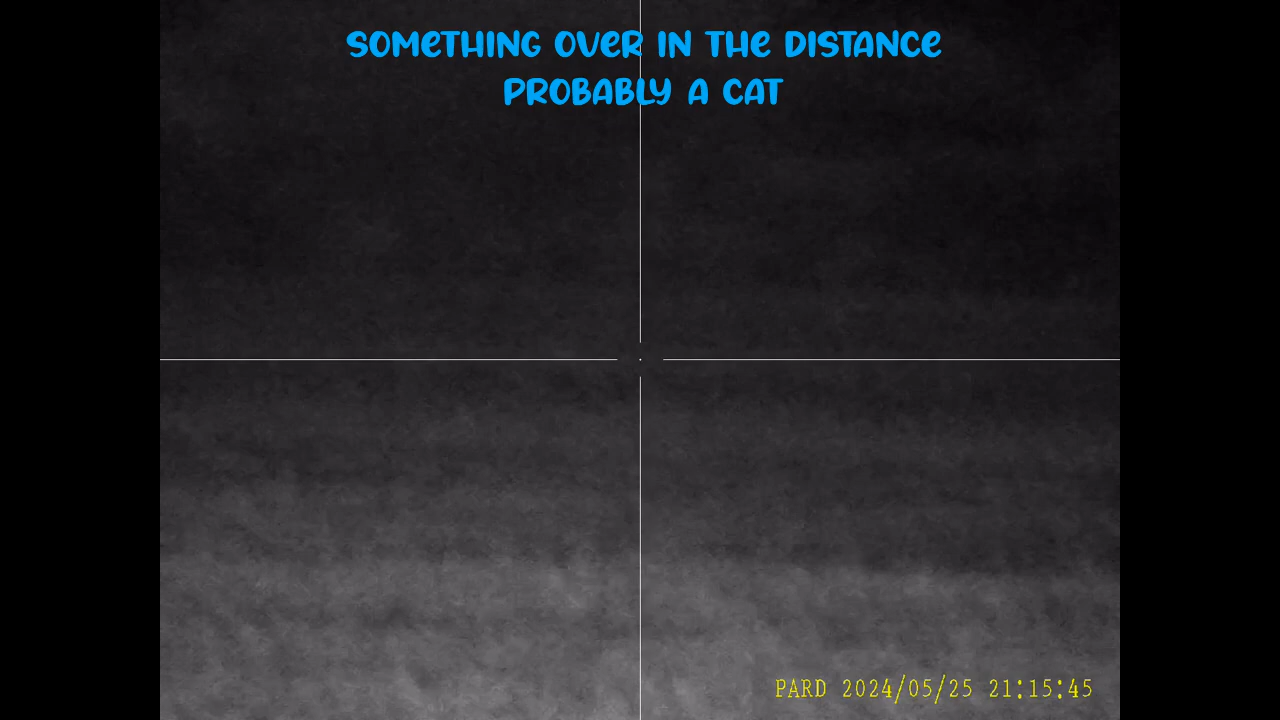 SOMETHING OVER IN THE DISTANCE
PROBABLY A CAT
PARD 2024/05/25 21:15:45